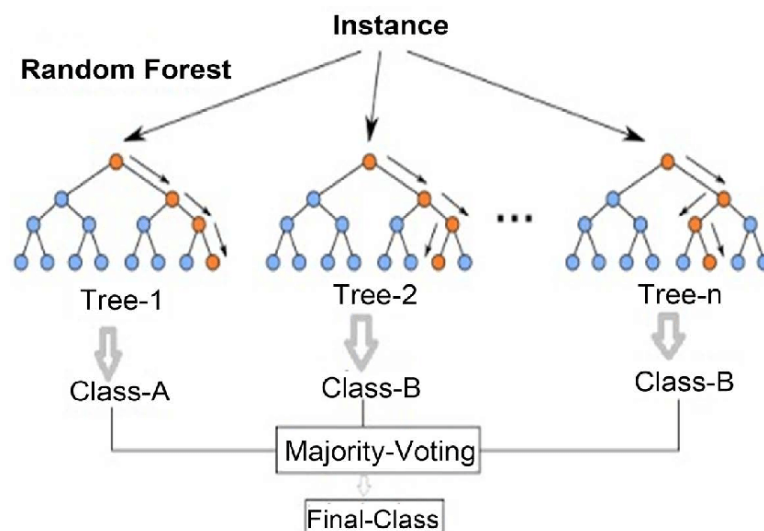 Instance
Random Forest
...
Tree-1
Tree-2
Tree-n
Class-A
Class-B
Class-B
Majority-Voting
Final-Class